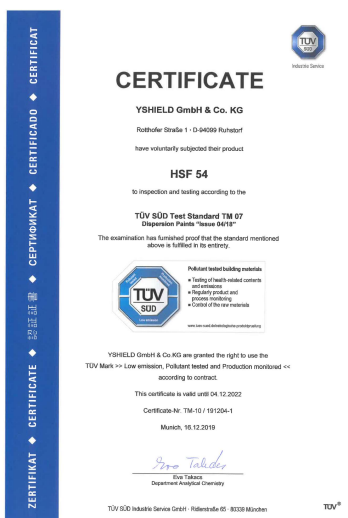 ZERTIFIKAT ◆ CERTIFICATE ◆ 認証証書 ◆ СЕРТИФИКАТ ◆ CERTIFICADO ◆ CERTIFICAT
TÜV
SÜD
Industrie Service
CERTIFICATE
YSHIELD GmbH & Co. KG
Rotthofer Straße 1 · D-94099 Ruhstorf
have voluntarily subjected their product
HSF 54
to inspection and testing according to the
TÜV SÜD Test Standard TM 07
Dispersion Paints "Issue 04/18"
The examination has furnished proof that the standard mentioned
above is fulfilled in its entirety.
TÜV
SÜD
Pollutant tested building materials
■ Testing of health-related contents
and emissions
■ Regularly product and
process monitoring
■ Control of the raw materials
YSHIELD GmbH & Co.KG are granted the right to use the
TÜV Mark >> Low emission, Pollutant tested and Production monitored <<
according to contract.
This certificate is valid until 04.12.2022
Certificate-Nr. TM-10 / 191204-1
Munich, 16.12.2019
Eva Takacs
Department Analytical Chemistry
TÜV SÜD Industrie Service GmbH · Ridlerstraße 65 · 80339 München
TÜV®